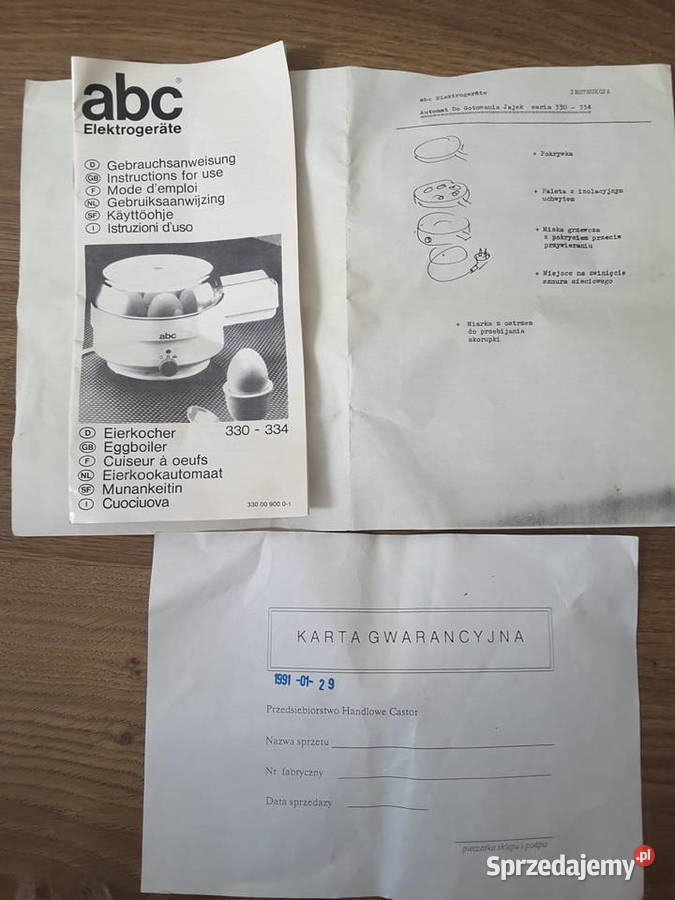 abc®
Elektrogeräte
D Gebrauchsanweisung
GB Instructions for use
F Mode d'emploi
NL Gebruiksaanwijzing
SF Käyttöohje
I Istruzioni d'uso
abc
D Eierkocher 330 - 334
GB Eggboiler
F Cuiseur à oeufs
NL Eierkookautomaat
SF Munankeitin
I Cuociuova
330 00 900 0-1
abc Elektrogeräte INSTRUKCJA
Automat Do Gotowania Jajek seria 330 - 334
+ Pokrywka
+ Paleta z inolacyjnym
uchwytem
+ Miska grzewcza
z pokryciem przeciw
przywieraniu
+ Miejsce na zwinięcie
sznura sieciowego
+ Miarka z ostrzem
do przebijania
skorupki
KARTA GWARANCYJNA
1991 -01- 29
Przedsiebiorstwo Handlowe Castor
Nazwa sprzetu
Nr. fabryczny
Data sprzedazy
pieczatka sklepu i podpis
Sprzedajemy.pl